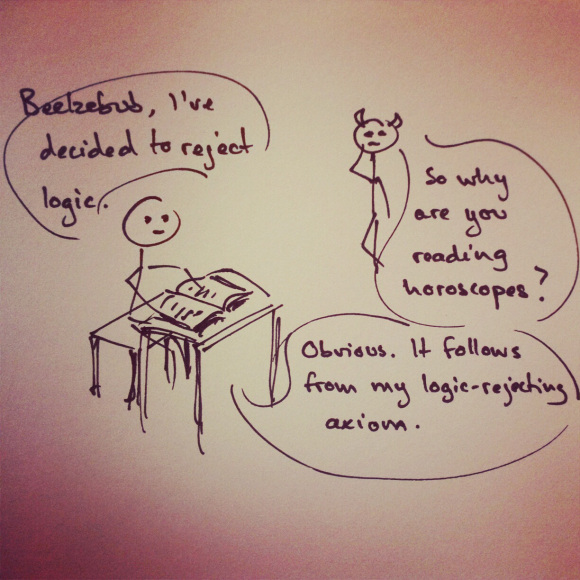 Beelzebub, I've
decided to reject
logic.
So why
are you
reading
horoscopes?
Obvious. It follows
from my logic-rejecting
axiom.